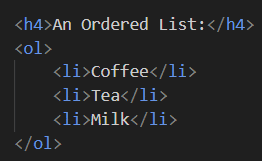 <h4>An Ordered List:</h4>
<ol>
    <li>Coffee</li>
    <li>Tea</li>
    <li>Milk</li>
</ol>